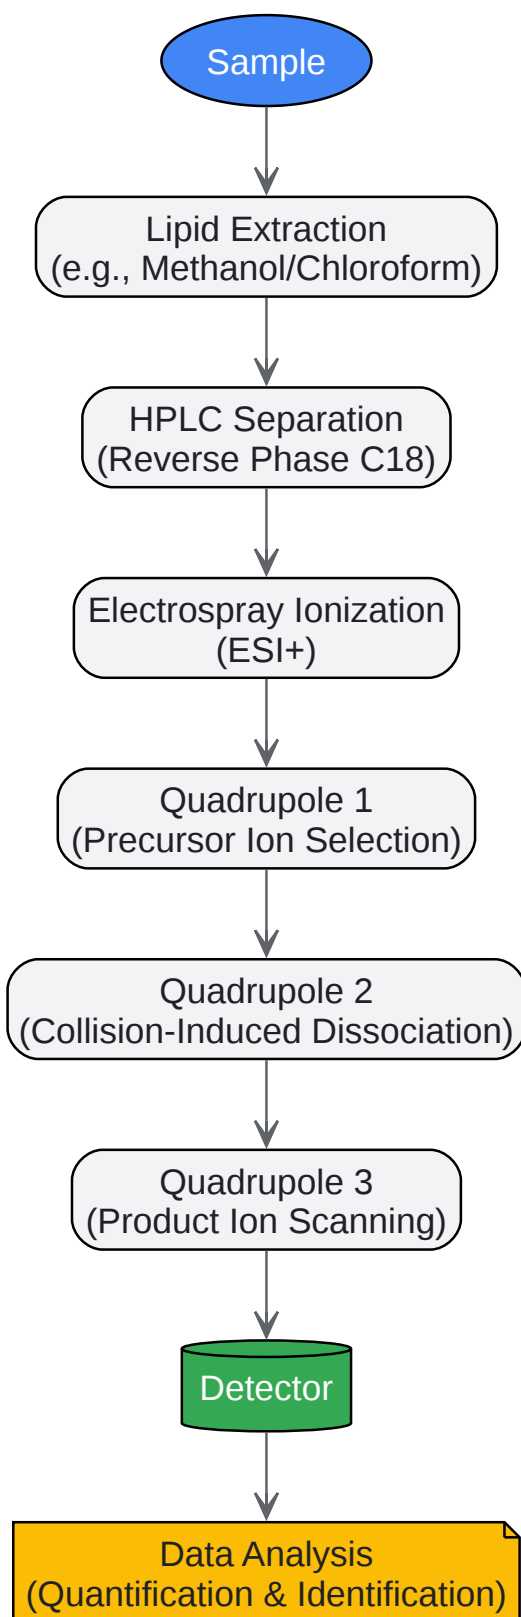 Sample
Lipid Extraction
(e.g., Methanol/Chloroform)
HPLC Separation
(Reverse Phase C18)
Electrospray Ionization
(ESI+)
Quadrupole 1
(Precursor Ion Selection)
Quadrupole 2
(Collision-Induced Dissociation)
Quadrupole 3
(Product Ion Scanning)
Detector
Data Analysis
(Quantification & Identification)